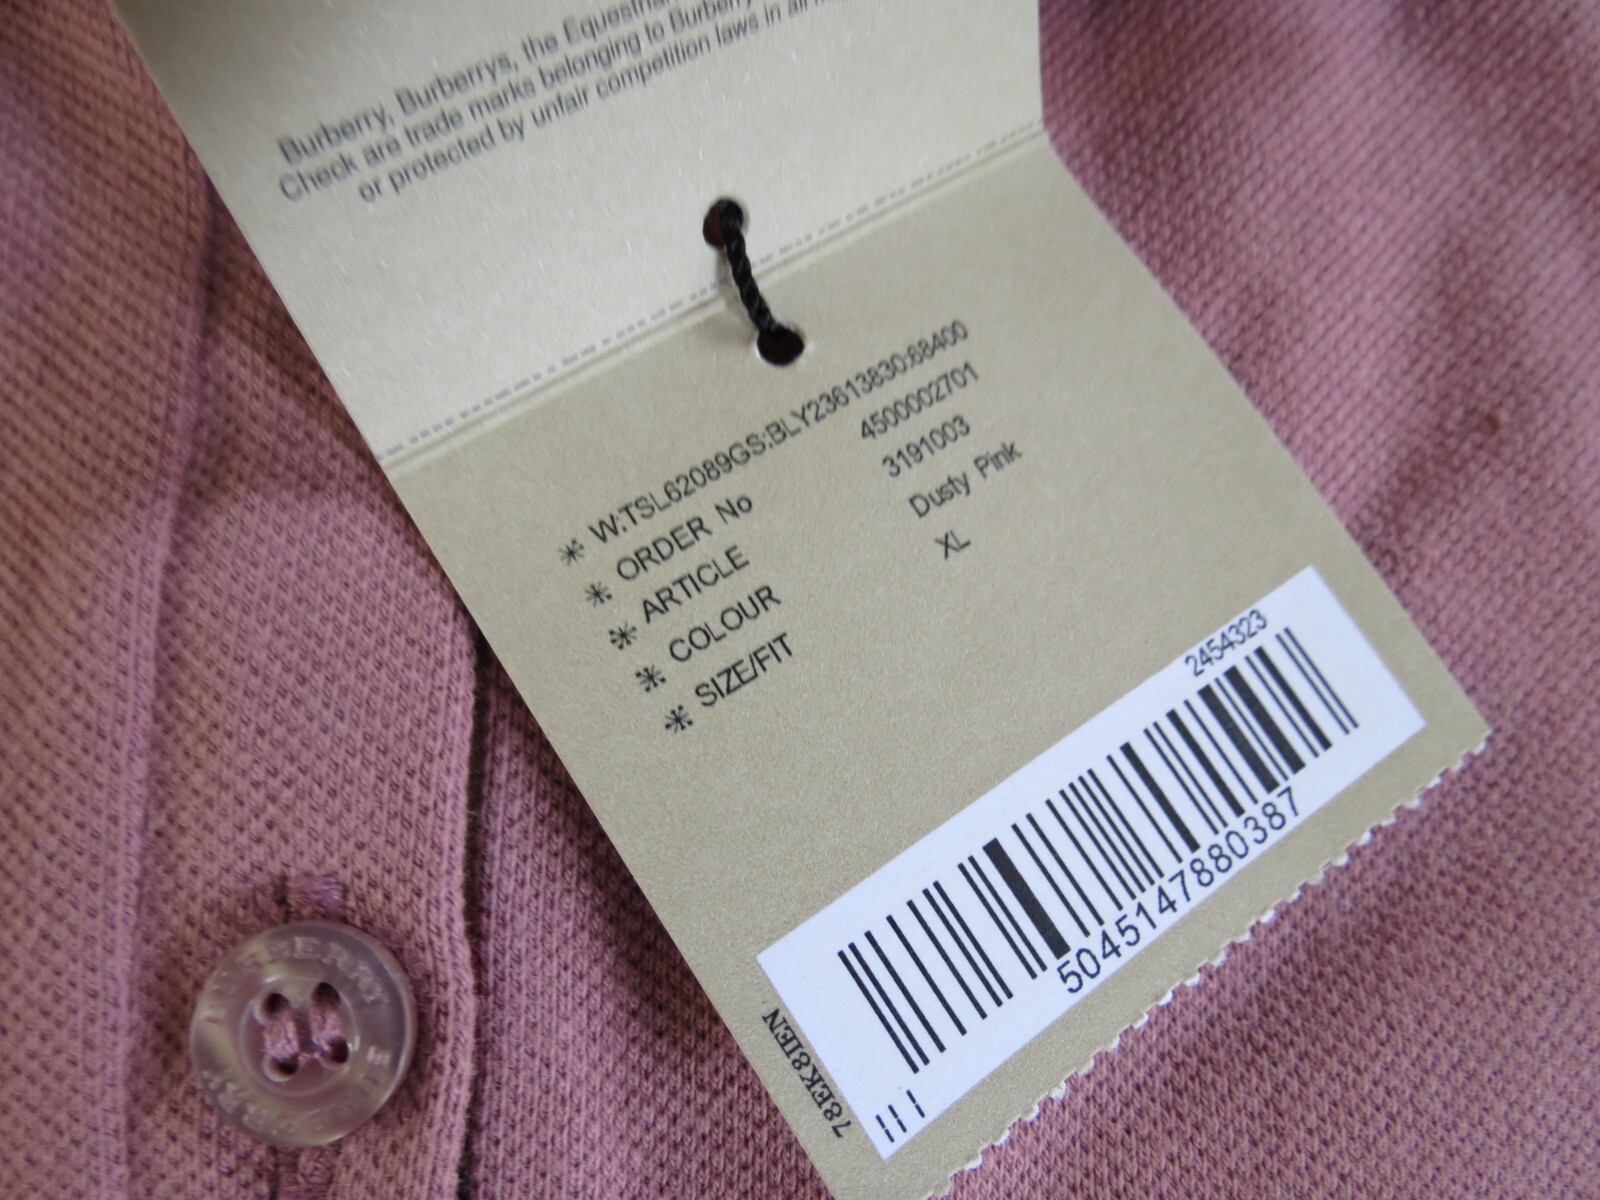 Burberry, Burberrys, the Equestrian
Check are trade marks belonging to Burberry
or protected by unfair competition laws in all
* W:TSL62089GS:BLY23613830:68400
* ORDER No 4500002701
* ARTICLE 3191003
* COLOUR Dusty Pink
* SIZE/FIT XL
2454323
5045147880387
78EK8IEN